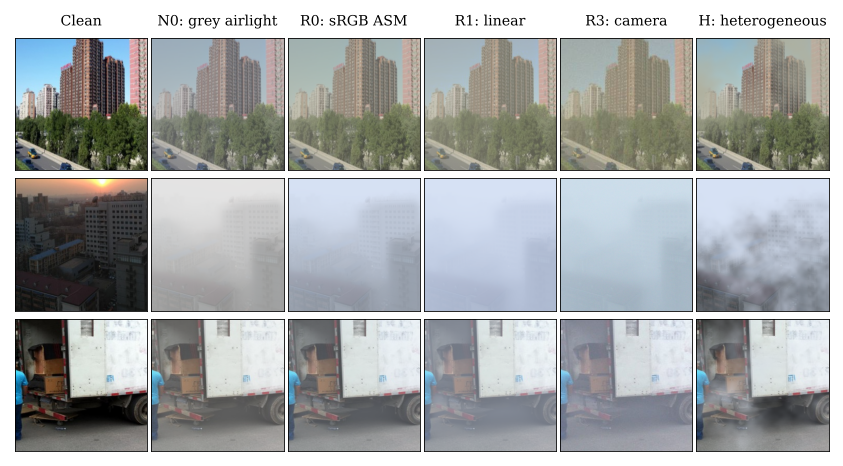 Clean
N0: grey airlight
R0: sRGB ASM
R1: linear
R3: camera
H: heterogeneous